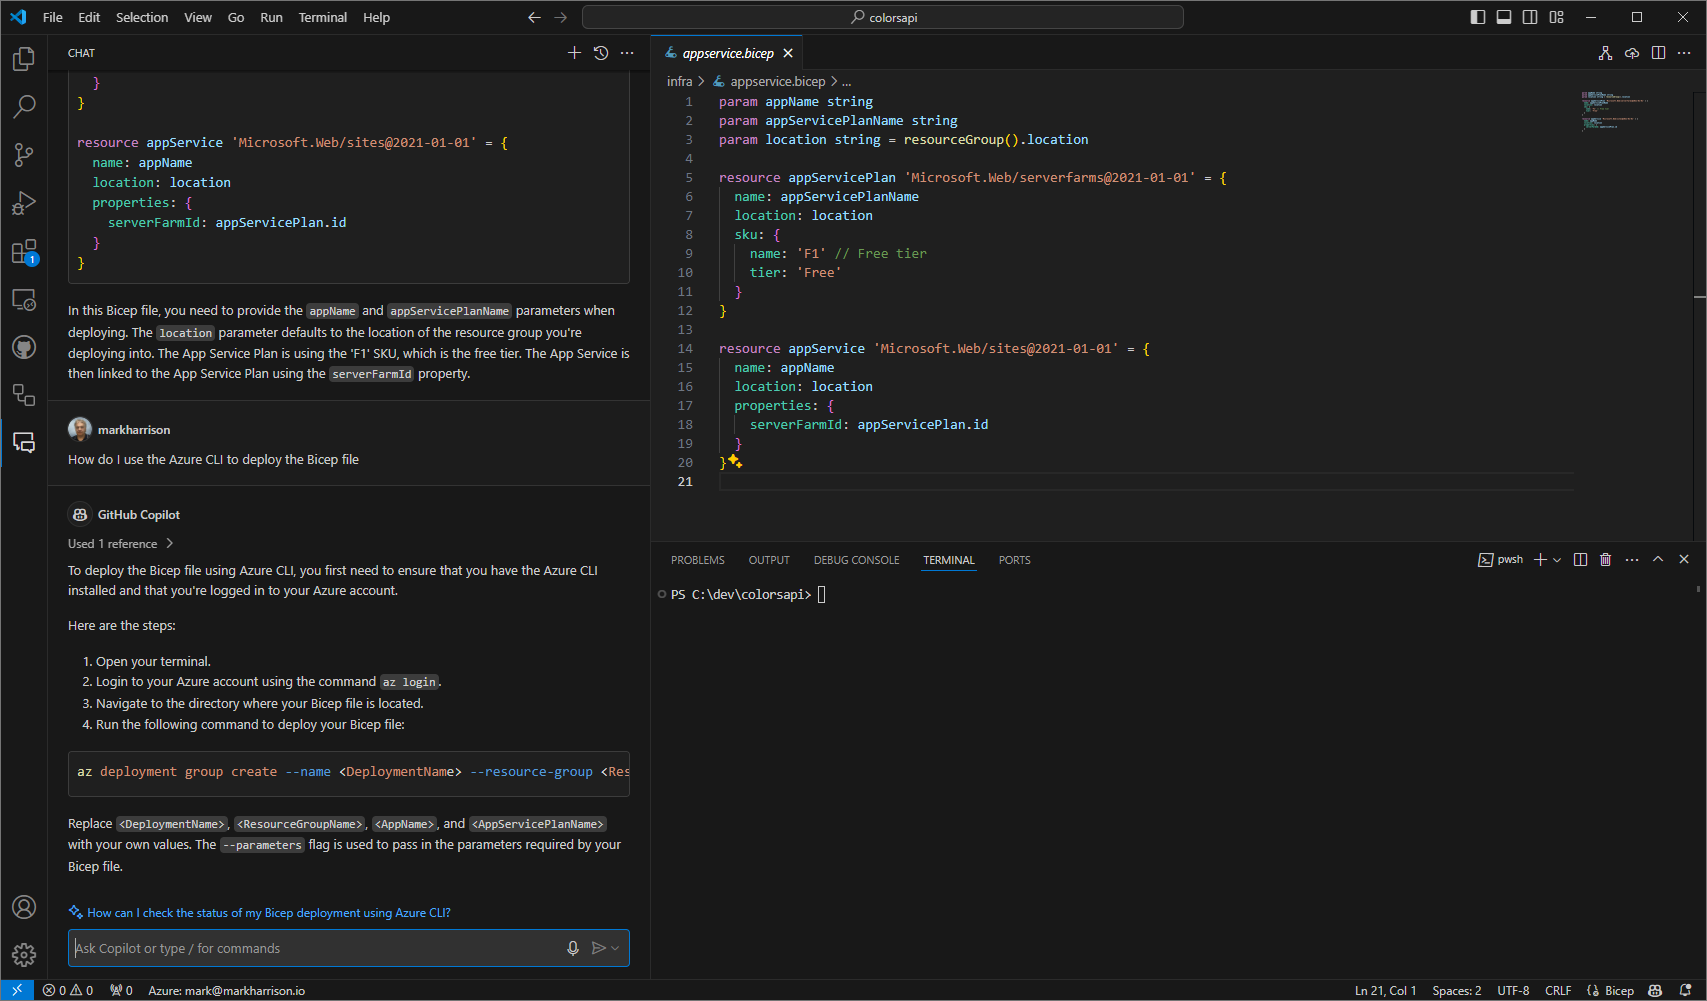 File Edit Selection View Go Run Terminal Help
colorsapi
CHAT
}
}
resource appService 'Microsoft.Web/sites@2021-01-01' = {
name: appName
location: location
properties: {
serverFarmId: appServicePlan.id
}
}
In this Bicep file, you need to provide the appName and appServicePlanName parameters when
deploying. The location parameter defaults to the location of the resource group you're
deploying into. The App Service Plan is using the 'F1' SKU, which is the free tier. The App Service is
then linked to the App Service Plan using the serverFarmId property.
markharrison
How do I use the Azure CLI to deploy the Bicep file
GitHub Copilot
Used 1 reference
To deploy the Bicep file using Azure CLI, you first need to ensure that you have the Azure CLI
installed and that you're logged in to your Azure account.
Here are the steps:
1. Open your terminal.
2. Login to your Azure account using the command az login.
3. Navigate to the directory where your Bicep file is located.
4. Run the following command to deploy your Bicep file:
az deployment group create --name <DeploymentName> --resource-group <Res
Replace <DeploymentName>, <ResourceGroupName>, <AppName>, and <AppServicePlanName>
with your own values. The --parameters flag is used to pass in the parameters required by your
Bicep file.
How can I check the status of my Bicep deployment using Azure CLI?
Ask Copilot or type / for commands
1
appservice.bicep
infra > appservice.bicep > ...
1 param appName string
2 param appServicePlanName string
3 param location string = resourceGroup().location
4
5 resource appServicePlan 'Microsoft.Web/serverfarms@2021-01-01' = {
6 name: appServicePlanName
7 location: location
8 sku: {
9 name: 'F1' // Free tier
10 tier: 'Free'
11 }
12 }
13
14 resource appService 'Microsoft.Web/sites@2021-01-01' = {
15 name: appName
16 location: location
17 properties: {
18 serverFarmId: appServicePlan.id
19 }
20 }
21
PROBLEMS OUTPUT DEBUG CONSOLE TERMINAL PORTS
pwsh
PS C:\dev\colorsapi>
0 0 0 Azure: mark@markharrison.io
Ln 21, Col 1 Spaces: 2 UTF-8 CRLF Bicep